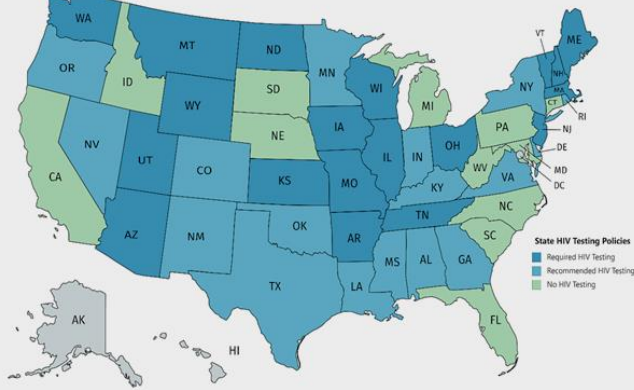 WA
MT
ND
MN
OR
ID
SD
WI
MI
NY
VT
ME
NH
MA
CT
RI
WY
NE
IA
PA
NJ
NV
UT
CO
IL
IN
OH
WV
DE
MD
DC
CA
KS
MO
KY
VA
AZ
NM
OK
AR
TN
NC
SC
TX
LA
MS
AL
GA
FL
AK
HI
State HIV Testing Policies
Required HIV Testing
Recommended HIV Testing
No HIV Testing